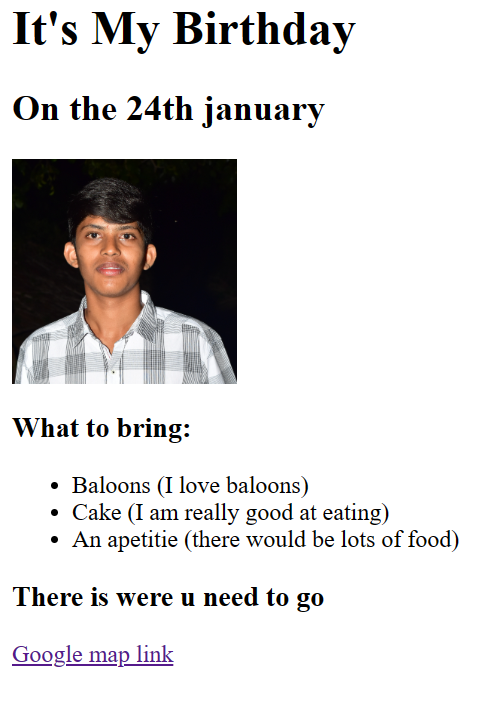 It's My Birthday
On the 24th january
What to bring:
Baloons (I love baloons)
Cake (I am really good at eating)
An apetitie (there would be lots of food)
There is were u need to go
Google map link